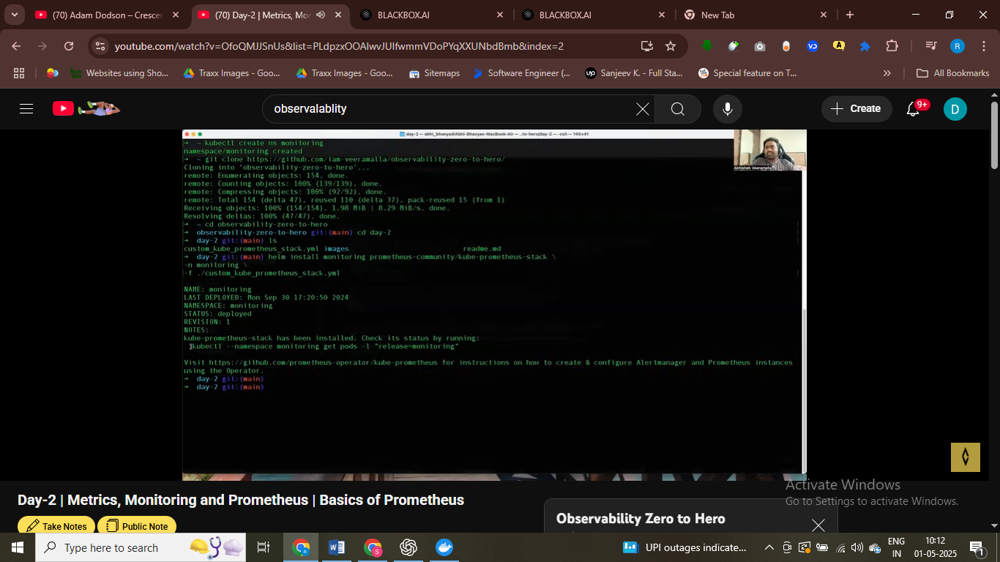 (70) Adam Dodson – Crescen
(70) Day-2 | Metrics, Mo
BLACKBOX.AI
BLACKBOX.AI
New Tab
youtube.com/watch?v=OfoQMJJSnUs&list=PLdpzxOOAlwvJUIfwmmVDoPYqXXUNbdBmb&index=2
R
Websites using Sho...
Traxx Images - Goo...
Traxx Images - Goo...
Sitemaps
Software Engineer (...
up
Sanjeev K. - Full Sta...
Special feature on T...
»
All Bookmarks
observalablity
Create
9+
D
day-2 — abhi_bhavya@Abhi-Bhavyas-MacBook-Air — ..to-hero/day-2 — -zsh — 145×41
→ ~ kubectl create ns monitoring
namespace/monitoring created
→ ~ git clone https://github.com/iam-veeramalla/observability-zero-to-hero/
Cloning into 'observability-zero-to-hero'...
remote: Enumerating objects: 154, done.
remote: Counting objects: 100% (139/139), done.
remote: Compressing objects: 100% (92/92), done.
remote: Total 154 (delta 47), reused 110 (delta 37), pack-reused 15 (from 1)
Receiving objects: 100% (154/154), 1.98 MiB | 8.29 MiB/s, done.
Resolving deltas: 100% (47/47), done.
→ ~ cd observability-zero-to-hero
→ observability-zero-to-hero git:(main) cd day-2
→ day-2 git:(main) ls
custom_kube_prometheus_stack.yml images readme.md
→ day-2 git:(main) helm install monitoring prometheus-community/kube-prometheus-stack \
-n monitoring \
-f ./custom_kube_prometheus_stack.yml
NAME: monitoring
LAST DEPLOYED: Mon Sep 30 17:20:50 2024
NAMESPACE: monitoring
STATUS: deployed
REVISION: 1
NOTES:
kube-prometheus-stack has been installed. Check its status by running:
kubectl --namespace monitoring get pods -l "release=monitoring"
Visit https://github.com/prometheus-operator/kube-prometheus for instructions on how to create & configure Alertmanager and Prometheus instances
using the Operator.
→ day-2 git:(main)
→ day-2 git:(main)
Abhishek Veeramalla
Day-2 | Metrics, Monitoring and Prometheus | Basics of Prometheus
Take Notes
Public Note
Observability Zero to Hero
Activate Windows
Go to Settings to activate Windows.
Type here to search
UPI outages indicate...
ENG
IN
10:12
01-05-2025
1